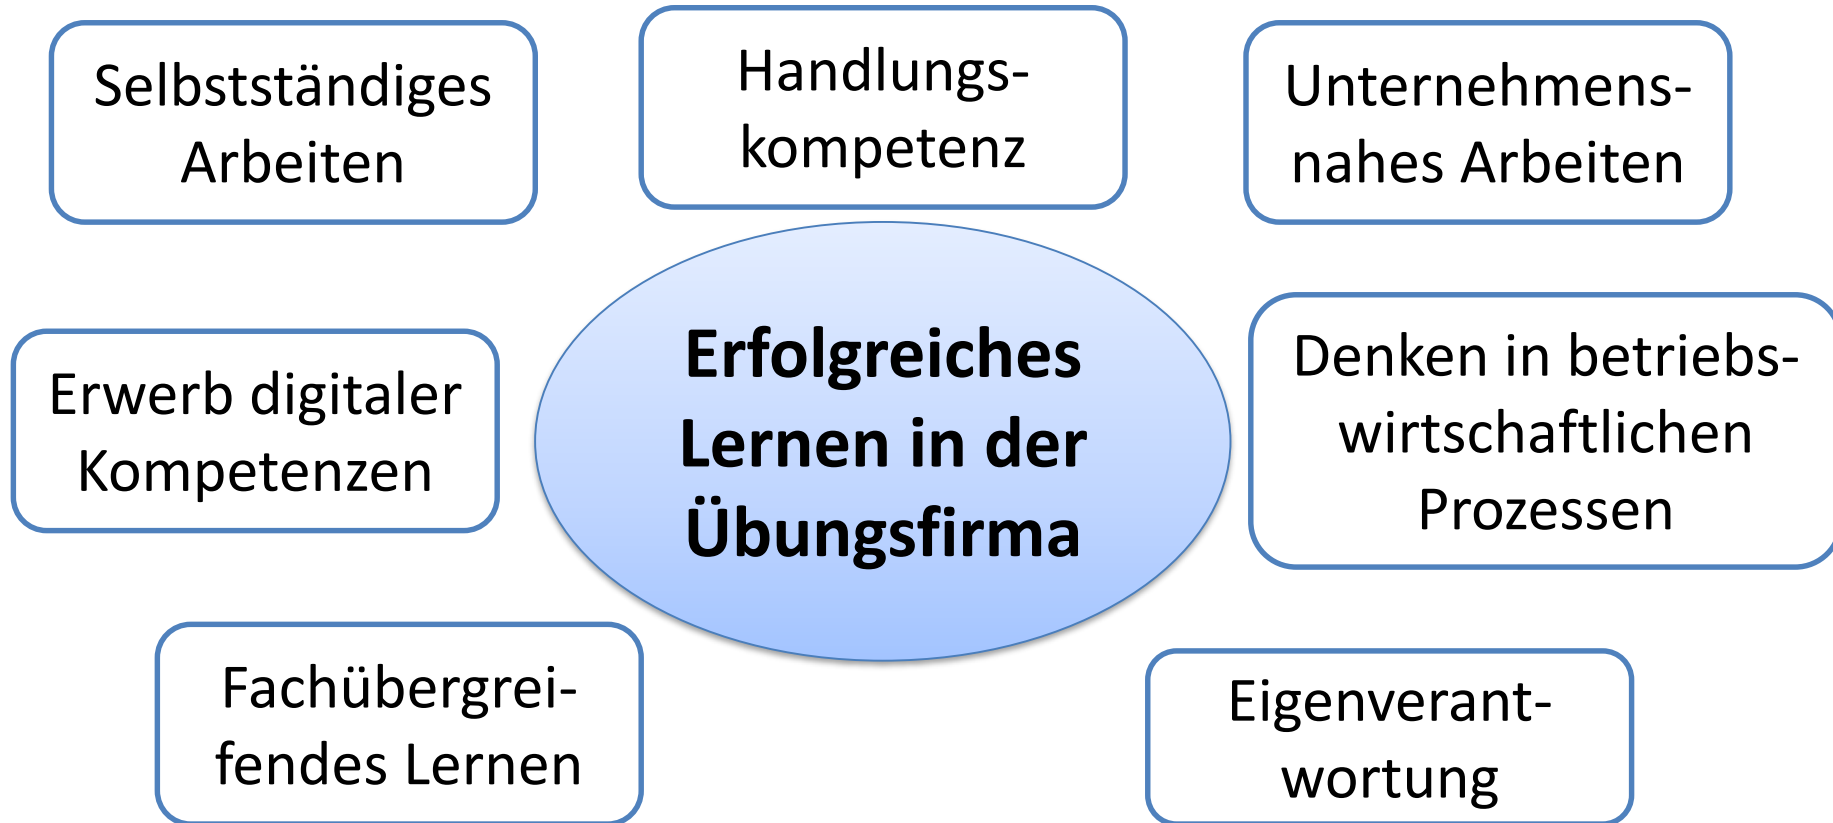 Selbstständiges
Arbeiten
Handlungs-
kompetenz
Unternehmens-
nahes Arbeiten
Erwerb digitaler
Kompetenzen
Erfolgreiches
Lernen in der
Übungsfirma
Denken in betriebs-
wirtschaftlichen
Prozessen
Fachübergrei-
fendes Lernen
Eigenverant-
wortung